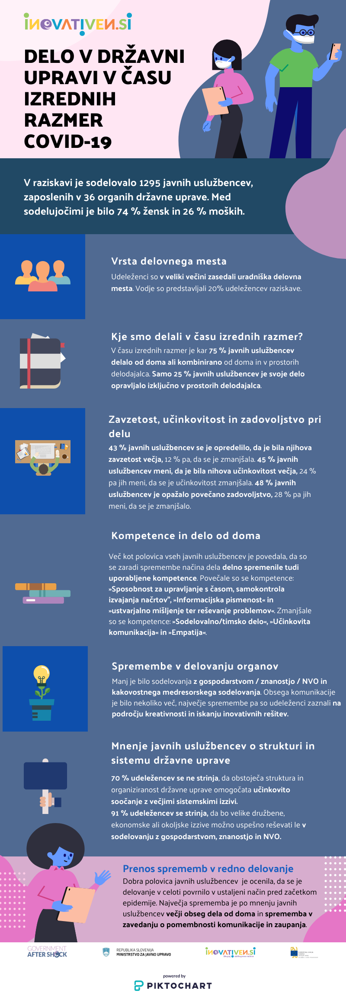 inovativen.si
DELO V DRŽAVNI
UPRAVI V ČASU
IZREDNIH
RAZMER
COVID-19
V raziskavi je sodelovalo 1295 javnih uslužbencev,
zaposlenih v 36 organih državne uprave. Med
sodelujočimi je bilo 74 % žensk in 26 % moških.
Vrsta delovnega mesta
Udeleženci so v veliki večini zasedali uradniška delovna
mesta. Vodje so predstavljali 20% udeležencev raziskave.
Kje smo delali v času izrednih razmer?
V času izrednih razmer je kar 75 % javnih uslužbencev
delalo od doma ali kombinirano od doma in v prostorih
delodajalca. Samo 25 % javnih uslužbencev je svoje delo
opravljalo izključno v prostorih delodajalca.
Zavzetost, učinkovitost in zadovoljstvo pri
delu
43 % javnih uslužbencev se je opredelilo, da je bila njihova
zavzetost večja, 12 % pa, da se je zmanjšala. 45 % javnih
uslužbencev meni, da je bila nihova učinkovitost večja, 24 %
pa jih meni, da se je učinkovitost zmanjšala. 48 % javnih
uslužbencev je opažalo povečano zadovoljstvo, 28 % pa jih
meni, da se je zmanjšalo.
Kompetence in delo od doma
Več kot polovica vseh javnih uslužbencev je povedala, da so
se zaradi spremembe načina dela delno spremenile tudi
uporabljene kompetence. Povečale so se kompetence:
»Sposobnost za upravljanje s časom, samokontrola
izvajanja načrtov”, »Informacijska pismenost« in
»ustvarjalno mišljenje ter reševanje problemov«. Zmanjšale
so se kompetence: »Sodelovalno/timsko delo«, »Učinkovita
komunikacija« in »Empatija«.
Spremembe v delovanju organov
Manj je bilo sodelovanja z gospodarstvom / znanostjo / NVO in
kakovostnega medresorskega sodelovanja. Obsega komunikacije
je bilo nekoliko več, največje spremembe pa so udeleženci zaznali na
področju kreativnosti in iskanju inovativnih rešitev.
Mnenje javnih uslužbencev o strukturi in
sistemu državne uprave
70 % udeležencev se ne strinja, da obstoječa struktura in
organiziranost državne uprave omogočata učinkovito
soočanje z večjimi sistemskimi izzivi.
91 % udeležencev se strinja, da bo velike družbene,
ekonomske ali okoljske izzive možno uspešno reševati le v
sodelovanju z gospodarstvom, znanostjo in NVO.
Prenos sprememb v redno delovanje
Dobra polovica javnih uslužbencev je ocenila, da se je
delovanje v celoti povrnilo v ustaljeni način pred začetkom
epidemije. Največja sprememba je po mnenju javnih
uslužbencev večji obseg dela od doma in sprememba v
zavedanju o pomembnosti komunikacije in zaupanja.
GOVERNMENT
AFTER SHOCK
REPUBLIKA SLOVENIJA
MINISTRSTVO ZA JAVNO UPRAVO
inovativen.si
Skupaj oblikujemo rešitve
powered by
PIKTOCHART